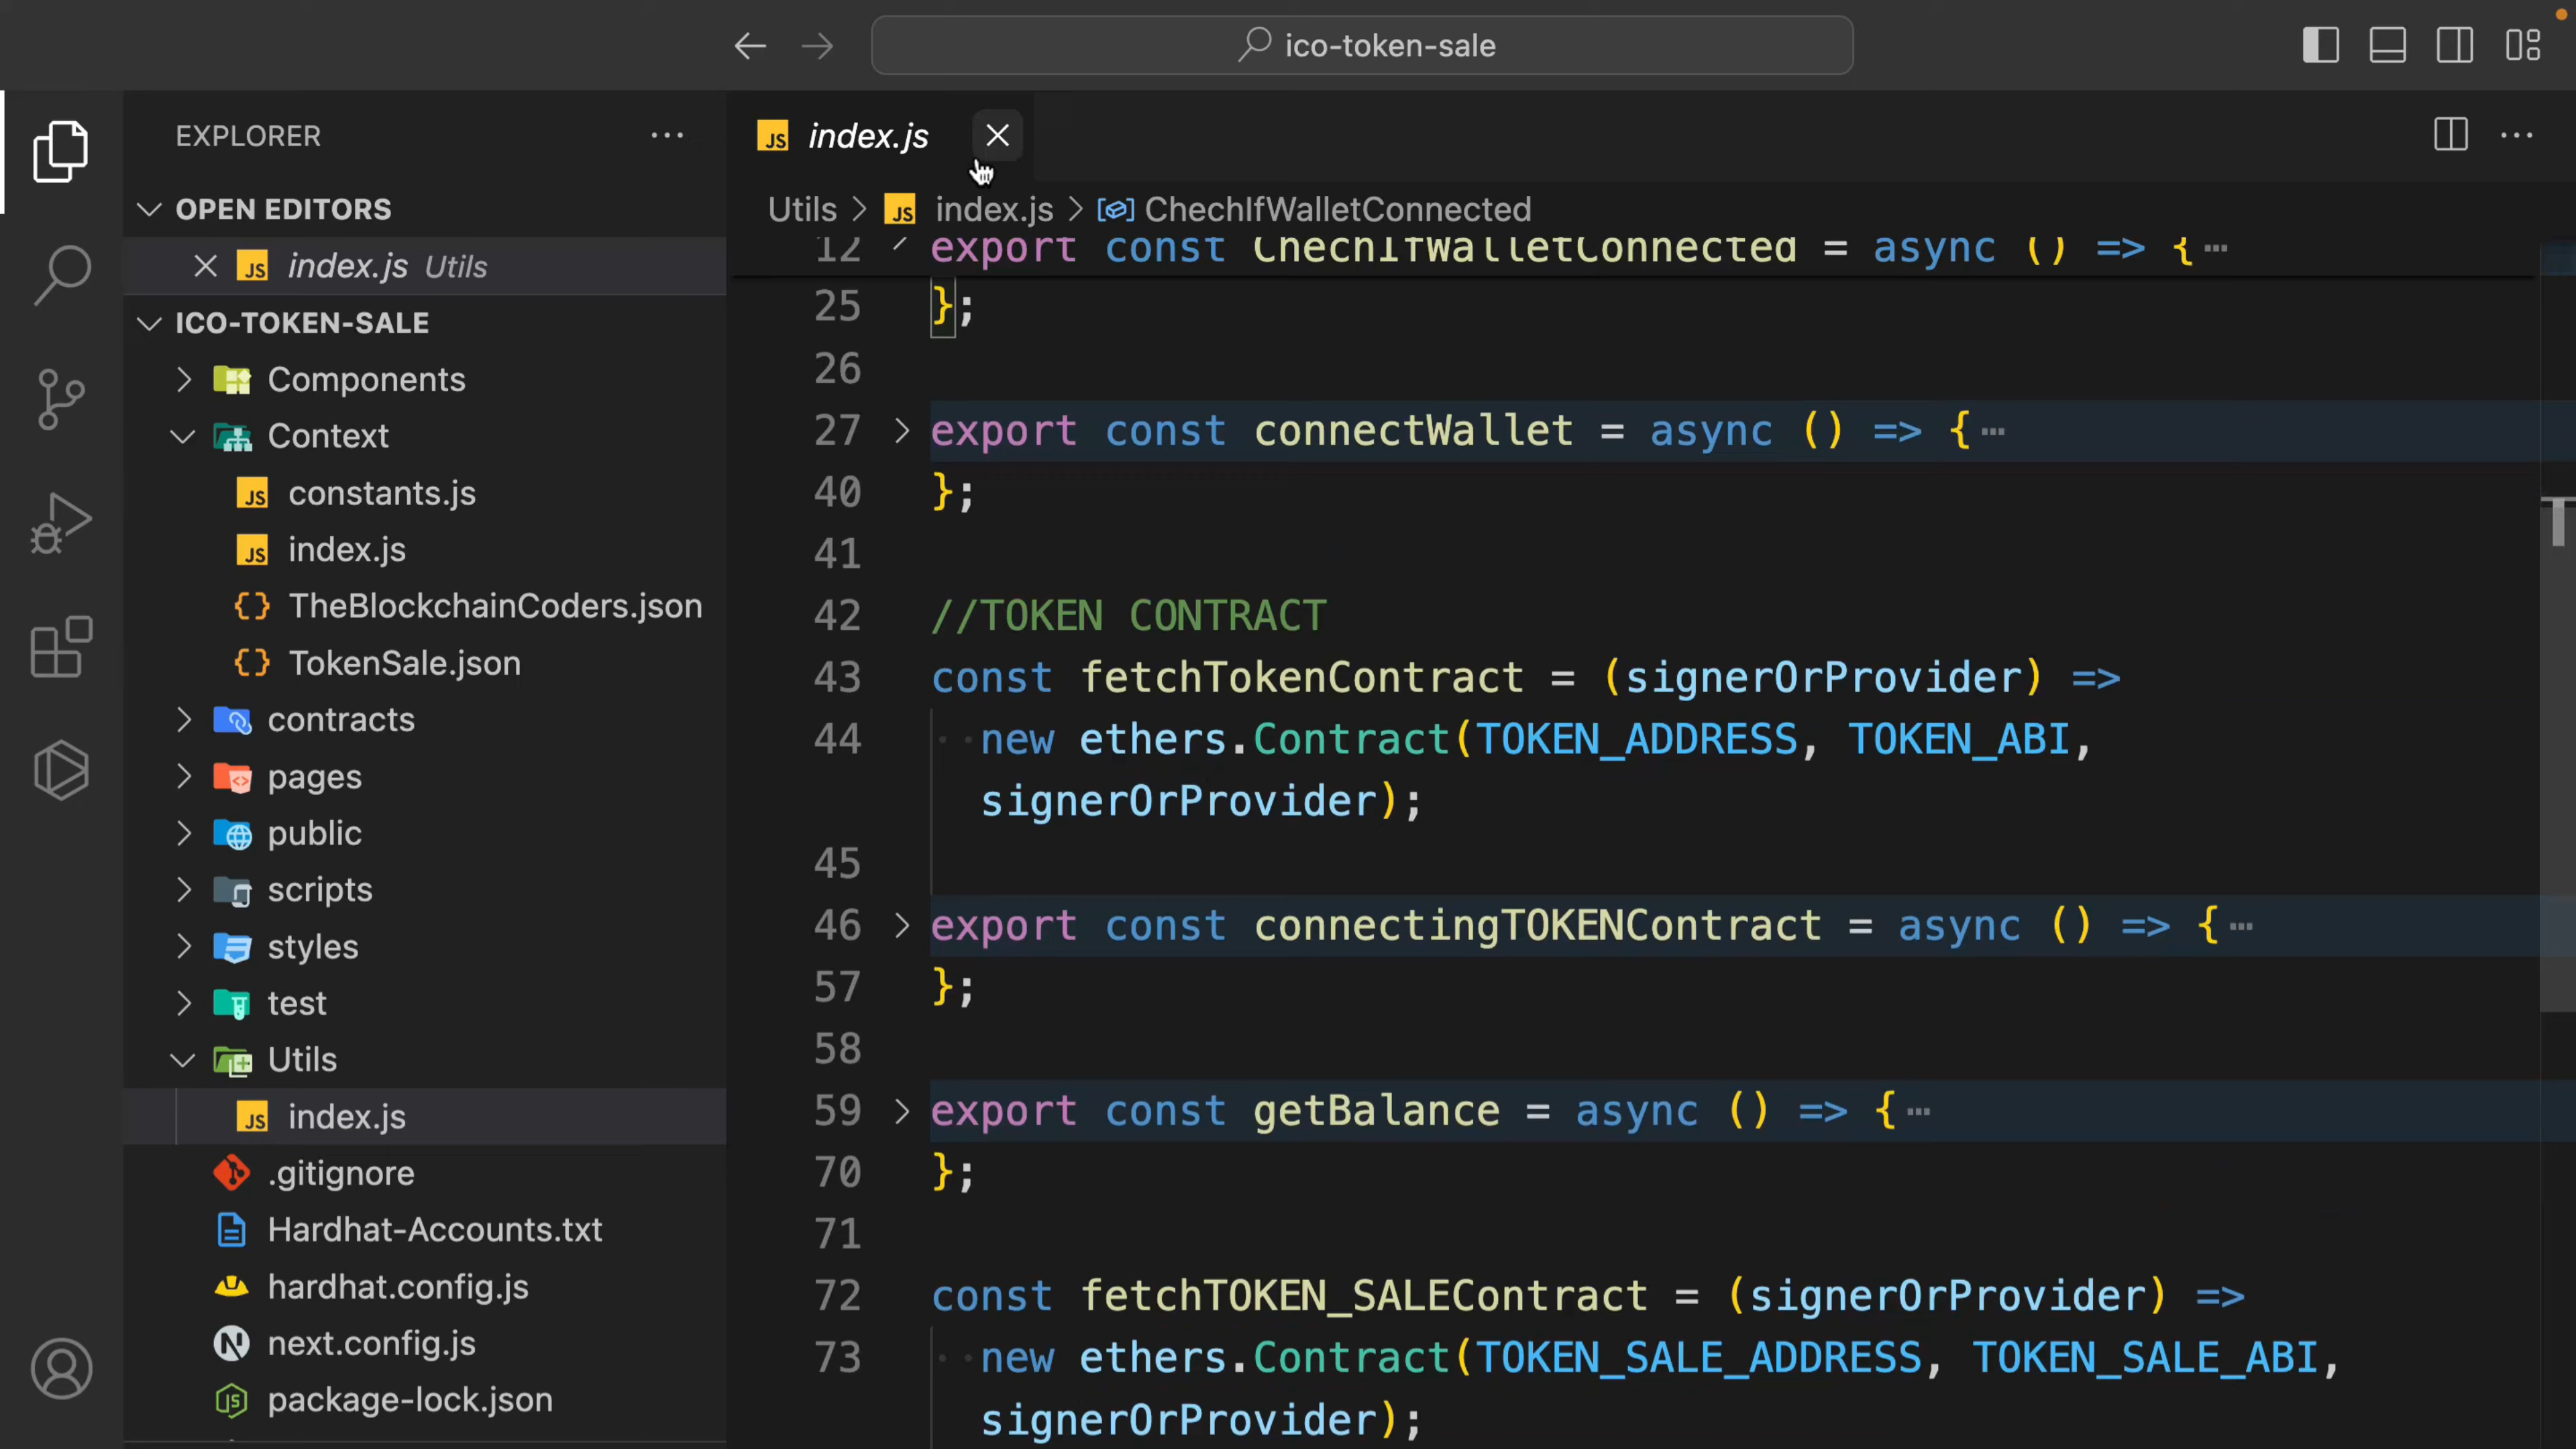 ico-token-sale
EXPLORER
OPEN EDITORS
index.js Utils
ICO-TOKEN-SALE
Components
Context
constants.js
index.js
TheBlockchainCoders.json
TokenSale.json
contracts
pages
public
scripts
styles
test
Utils
index.js
.gitignore
Hardhat-Accounts.txt
hardhat.config.js
next.config.js
package-lock.json
index.js
Utils > index.js > ChechIfWalletConnected
12 export const ChechIfWalletConnected = async () => {…
25 };
26
27 export const connectWallet = async () => {…
40 };
41
42 //TOKEN CONTRACT
43 const fetchTokenContract = (signerOrProvider) =>
44 new ethers.Contract(TOKEN_ADDRESS, TOKEN_ABI,
signerOrProvider);
45
46 export const connectingTOKENContract = async () => {…
57 };
58
59 export const getBalance = async () => {…
70 };
71
72 const fetchTOKEN_SALEContract = (signerOrProvider) =>
73 new ethers.Contract(TOKEN_SALE_ADDRESS, TOKEN_SALE_ABI,
signerOrProvider);